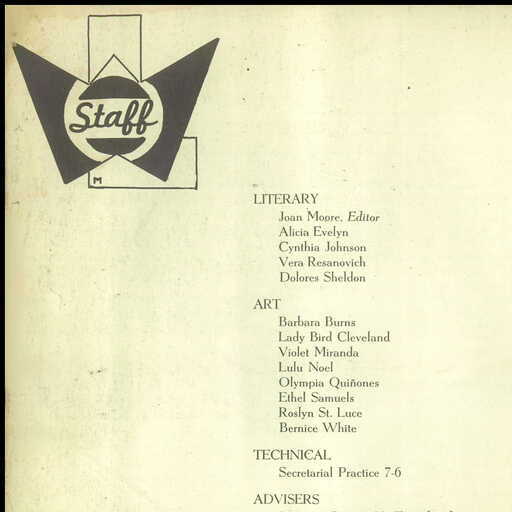 Staff
M
LITERARY
Joan Moore, Editor
Alicia Evelyn
Cynthia Johnson
Vera Resanovich
Dolores Sheldon
ART
Barbara Burns
Lady Bird Cleveland
Violet Miranda
Lulu Noel
Olympia Quiñones
Ethel Samuels
Roslyn St. Luce
Bernice White
TECHNICAL
Secretarial Practice 7-6
ADVISERS